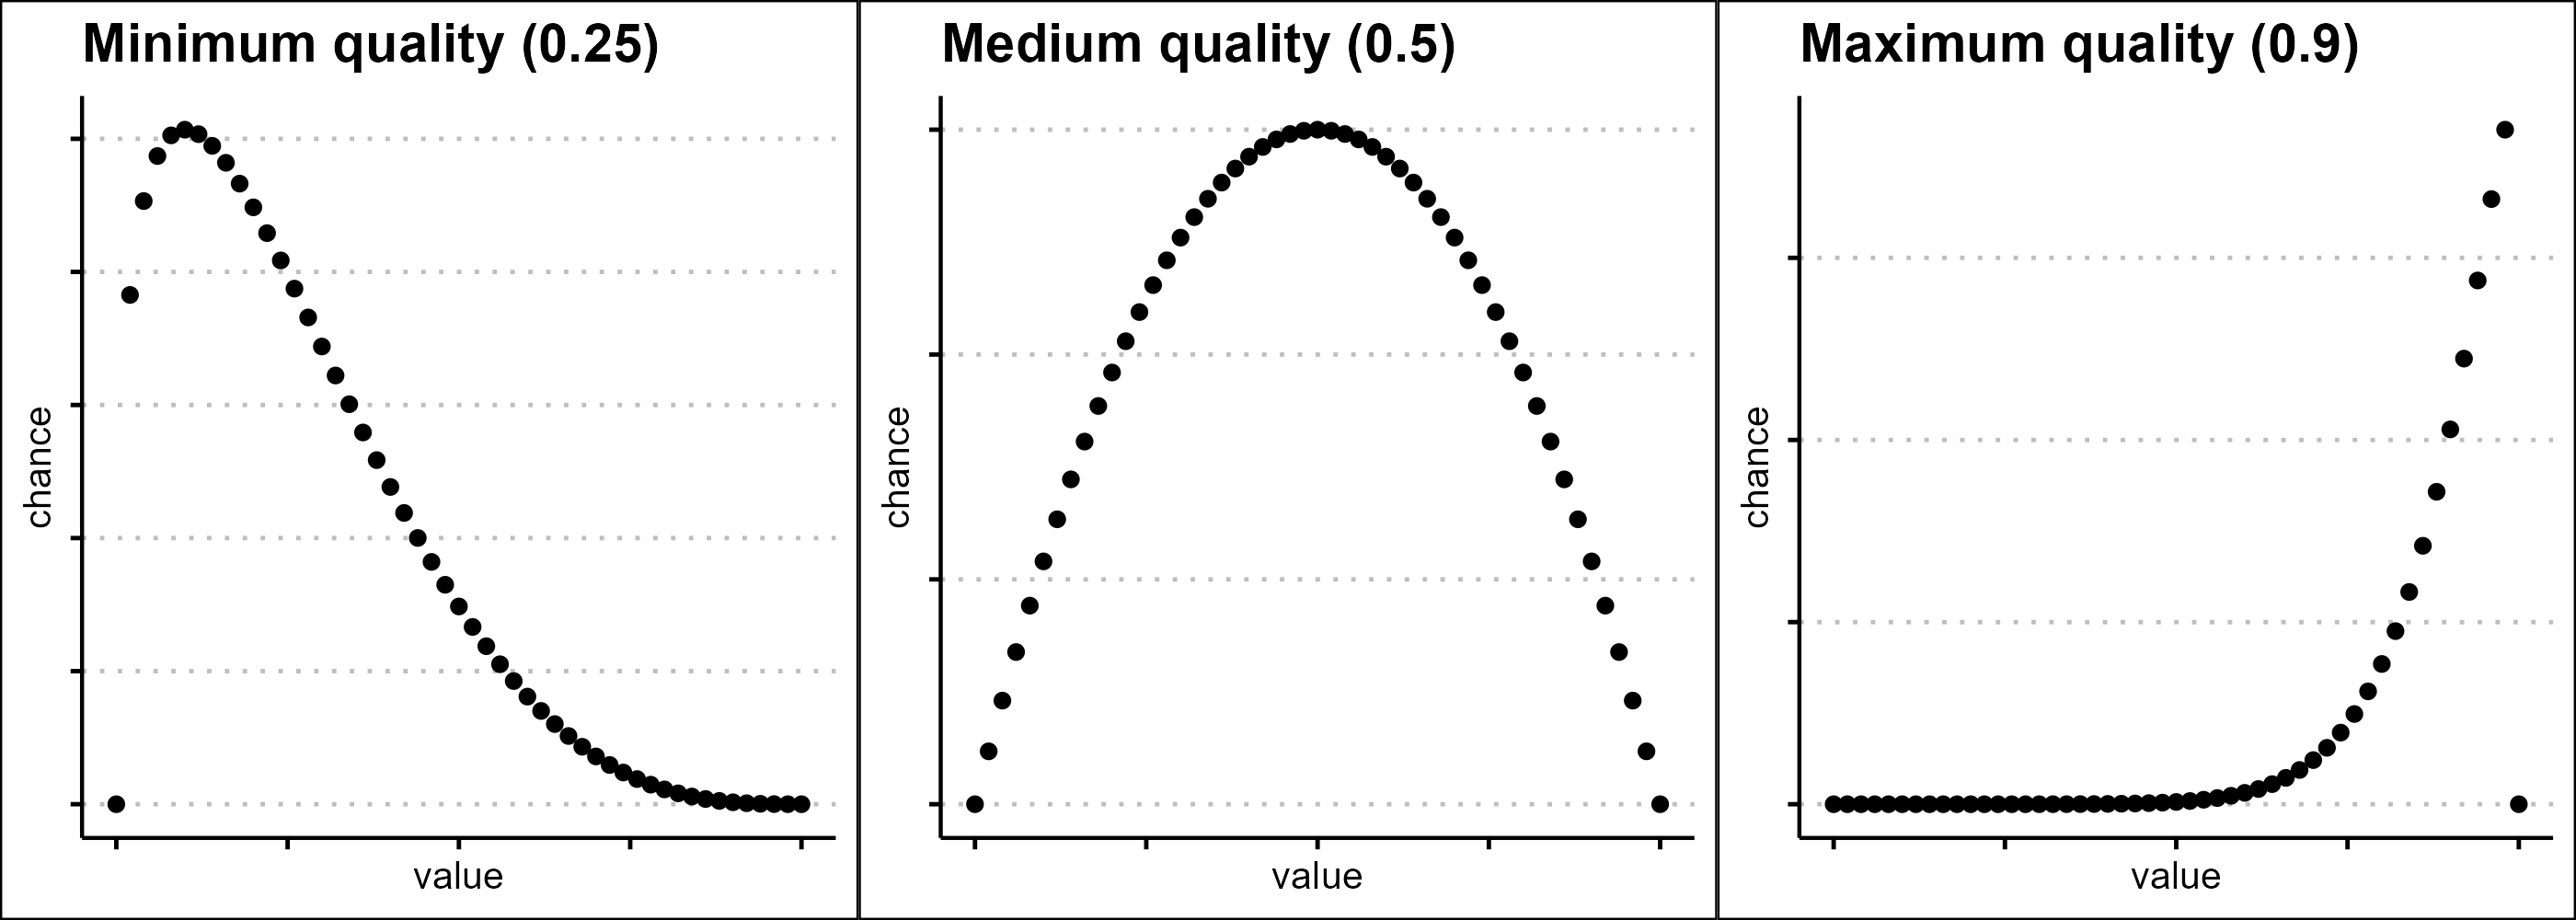 Minimum quality (0.25)
chance
value
Medium quality (0.5)
chance
value
Maximum quality (0.9)
chance
value